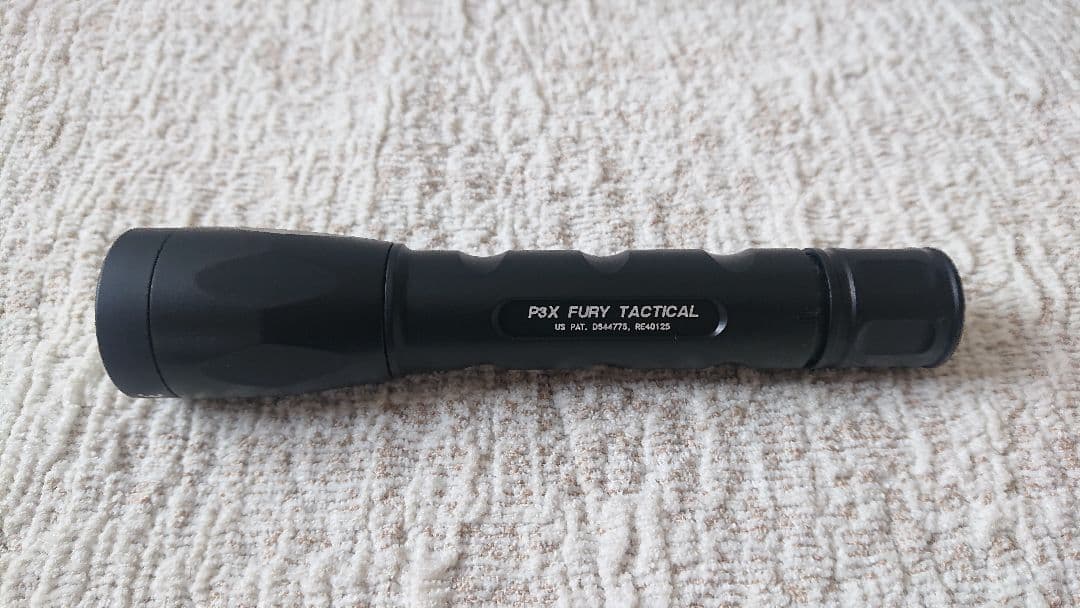 P3X FURY TACTICAL
US PAT. D544775, RE40125